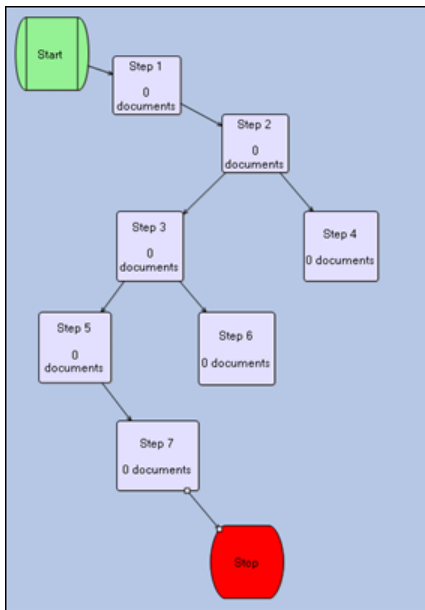 Start
Step 1
0
documents
Step 2
0
documents
Step 3
0
documents
Step 4
0 documents
Step 5
0
documents
Step 6
0 documents
Step 7
0 documents
Stop